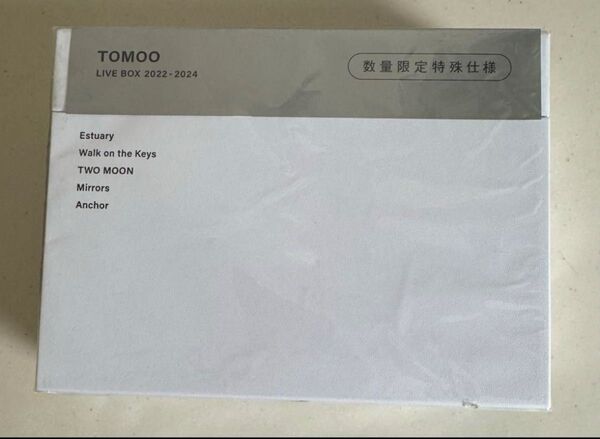 TOMOO
LIVE BOX 2022-2024
数量限定特殊仕様
Estuary
Walk on the Keys
TWO MOON
Mirrors
Anchor